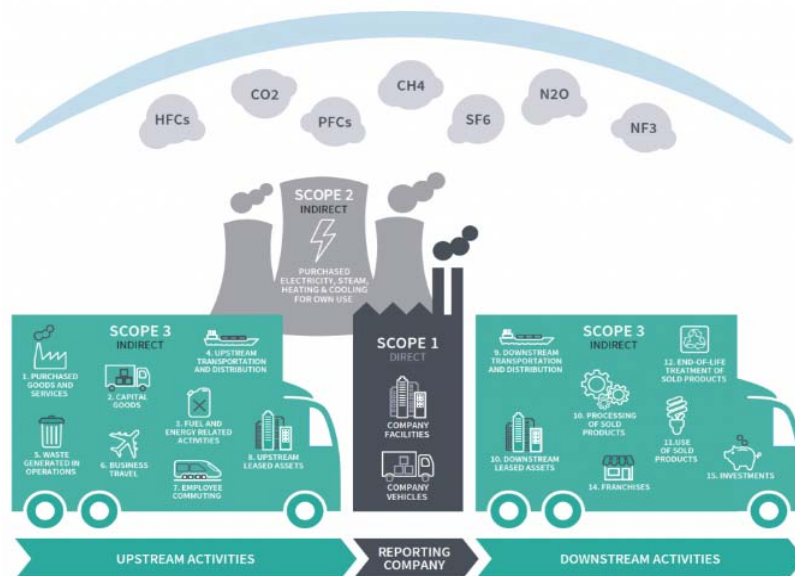 HFCs
CO2
PFCs
CH4
SF6
N2O
NF3
SCOPE 2
INDIRECT
PURCHASED
ELECTRICITY, STEAM,
HEATING & COOLING
FOR OWN USE
SCOPE 3
INDIRECT
1. PURCHASED
GOODS AND
SERVICES
2. CAPITAL
GOODS
3. FUEL AND
ENERGY RELATED
ACTIVITIES
4. UPSTREAM
TRANSPORTATION
AND DISTRIBUTION
5. WASTE
GENERATED IN
OPERATIONS
6. BUSINESS
TRAVEL
7. EMPLOYEE
COMMUTING
8. UPSTREAM
LEASED ASSETS
SCOPE 1
DIRECT
COMPANY
FACILITIES
COMPANY
VEHICLES
SCOPE 3
INDIRECT
9. DOWNSTREAM
TRANSPORTATION
AND DISTRIBUTION
10. PROCESSING
OF SOLD
PRODUCTS
11.USE
OF SOLD
PRODUCTS
12. END-OF-LIFE
TREATMENT OF
SOLD PRODUCTS
10. DOWNSTREAM
LEASED ASSETS
14. FRANCHISES
15. INVESTMENTS
UPSTREAM ACTIVITIES
REPORTING
COMPANY
DOWNSTREAM ACTIVITIES